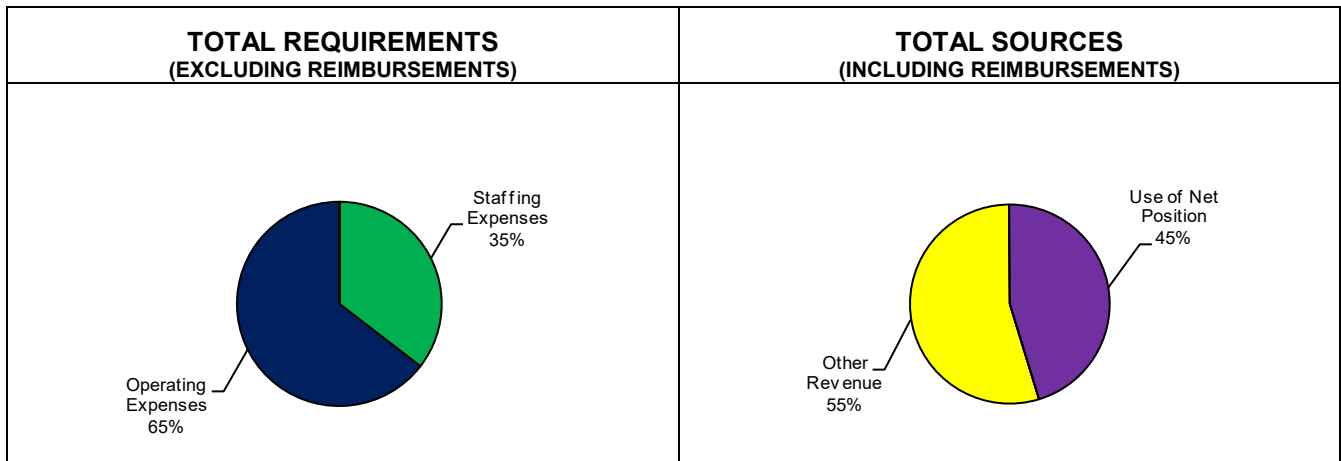 TOTAL REQUIREMENTS
(EXCLUDING REIMBURSEMENTS)
Staffing
Expenses
35%
Operating
Expenses
65%
TOTAL SOURCES
(INCLUDING REIMBURSEMENTS)
Use of Net
Position
45%
Other
Revenue
55%